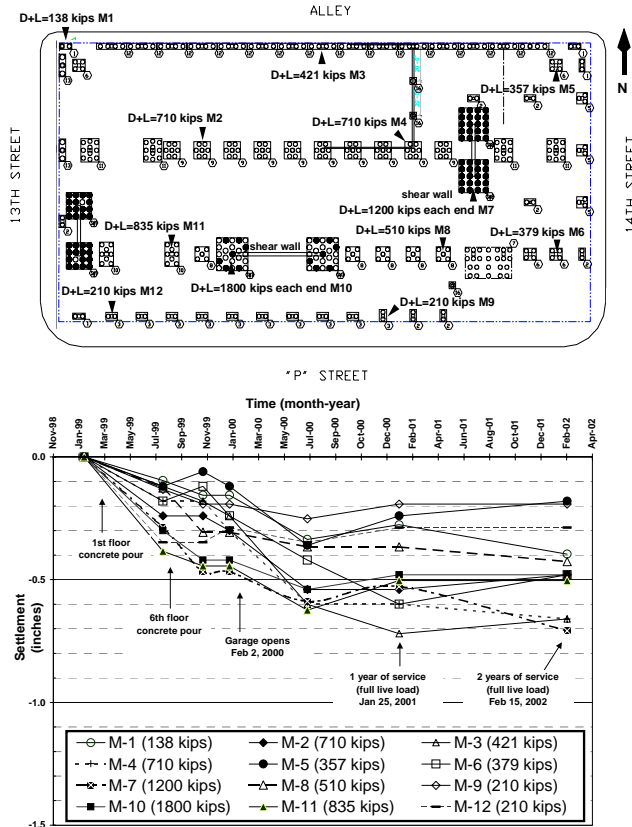 ALLEY
D+L=138 kips M1
D+L=421 kips M3
D+L=357 kips M5
N
D+L=710 kips M2
D+L=710 kips M4
13TH STREET
14TH STREET
shear wall
D+L=1200 kips each end M7
D+L=835 kips M11
shear wall
D+L=510 kips M8
D+L=379 kips M6
D+L=1800 kips each end M10
D+L=210 kips M12
D+L=210 kips M9
"P" STREET
Time (month-year)
Nov-98 Jan-99 Mar-99 May-99 Jul-99 Sep-99 Nov-99 Jan-00 Mar-00 May-00 Jul-00 Sep-00 Nov-00 Jan-01 Mar-01 Jun-01 Aug-01 Oct-01 Dec-01 Feb-02 Apr-02
0.0
1st floor
concrete pour
-0.5
6th floor
concrete pour
Settlement
(inches)
Garage opens
Feb 2, 2000
1 year of service
(full live load)
Jan 25, 2001
2 years of service
(full live load)
Feb 15, 2002
-1.0
M-1 (138 kips) M-2 (710 kips) M-3 (421 kips)
M-4 (710 kips) M-5 (357 kips) M-6 (379 kips)
M-7 (1200 kips) M-8 (510 kips) M-9 (210 kips)
M-10 (1800 kips) M-11 (835 kips) M-12 (210 kips)
-1.5